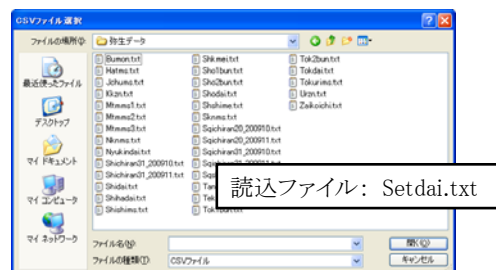 CSVファイル選択
ファイルの場所(I):
弥生データ
最近使ったファイル
デスクトップ
マイ ドキュメント
マイ コンピュータ
マイ ネットワーク
Bumon.txt
Hatms.txt
Jchums.txt
Kkzn.txt
Mtmms1.txt
Mtmms2.txt
Mtmms3.txt
Nknms.txt
Nyukindai.txt
Shichiran31_200910.txt
Shichiran31_200911.txt
Shidai.txt
Shihadai.txt
Shishims.txt
Shkmei.txt
Sho1bun.txt
Sho2bun.txt
Shodai.txt
Shshime.txt
Sknms.txt
Sqichiran20_200910.txt
Sqichiran20_200911.txt
Sqichiran31_200910.txt
Tok2bun.txt
Tokdai.txt
Tokurims.txt
Urzn.txt
Zaikoichi.txt
読込ファイル： Setdai.txt
ファイル名(N):
開く(O)
ファイルの種類(T):
CSVファイル
キャンセル